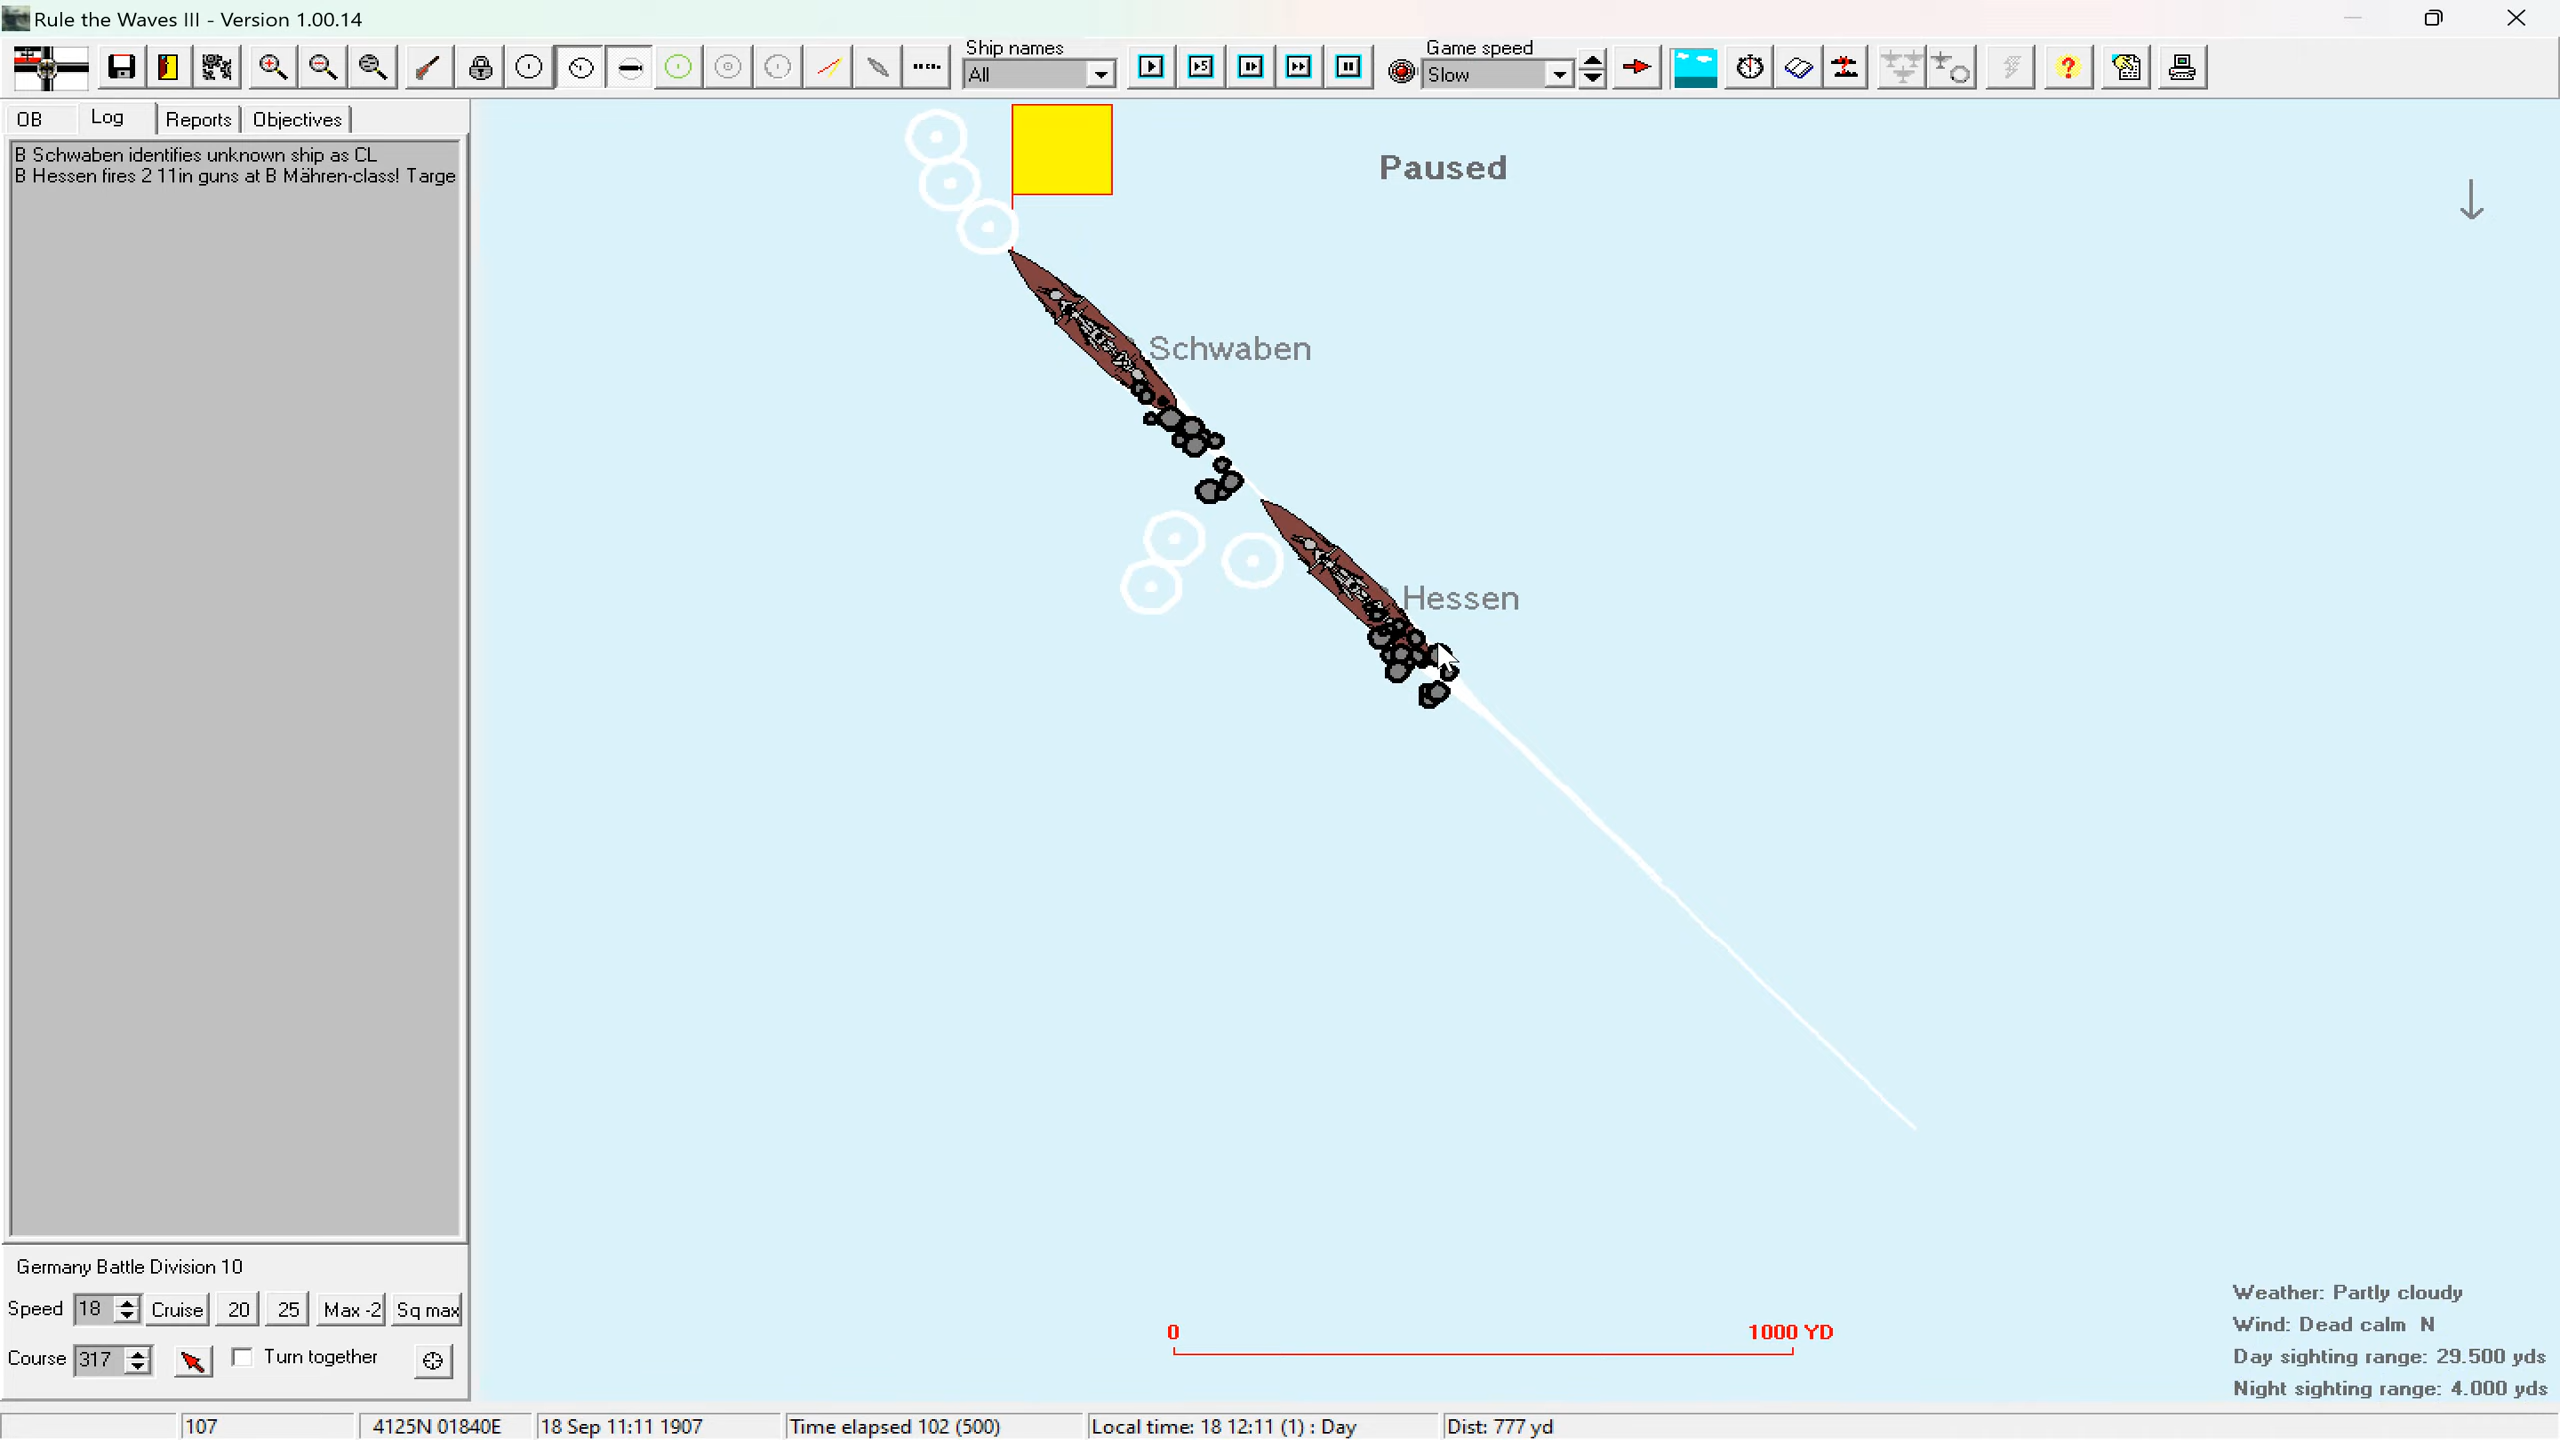 Rule the Waves III - Version 1.00.14
Ship names
All
Game speed
Slow
OB
Log
Reports
Objectives
B Schwaben identifies unknown ship as CL
B Hessen fires 2 11in guns at B Mähren-class! Targe
Paused
Schwaben
Hessen
Germany Battle Division 10
Speed 18 Cruise 20 25 Max -2 Sq max
Course 317 Turn together
0 1000 YD
Weather: Partly cloudy
Wind: Dead calm N
Day sighting range: 29.500 yds
Night sighting range: 4.000 yds
107 4125N 01840E 18 Sep 11:11 1907 Time elapsed 102 (500) Local time: 18 12:11 (1) : Day Dist: 777 yd